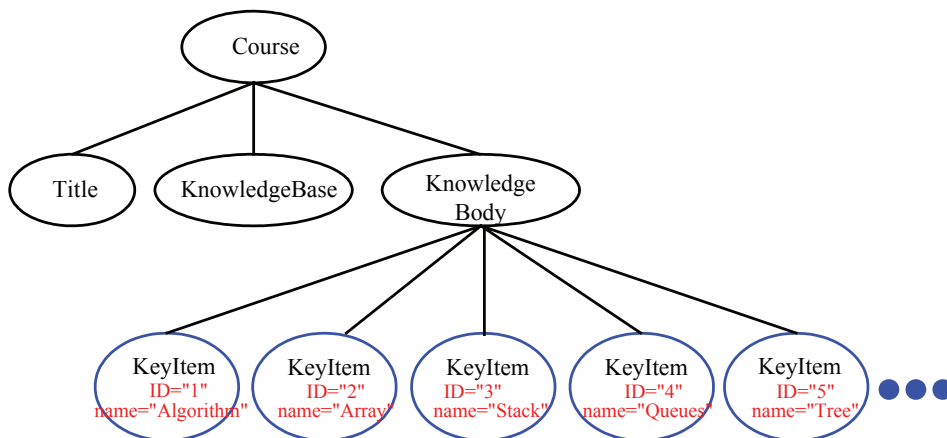 Course
Title
KnowledgeBase
Knowledge
Body
KeyItem
ID="1"
name="Algorithm"
KeyItem
ID="2"
name="Array"
KeyItem
ID="3"
name="Stack"
KeyItem
ID="4"
name="Queues"
KeyItem
ID="5"
name="Tree"